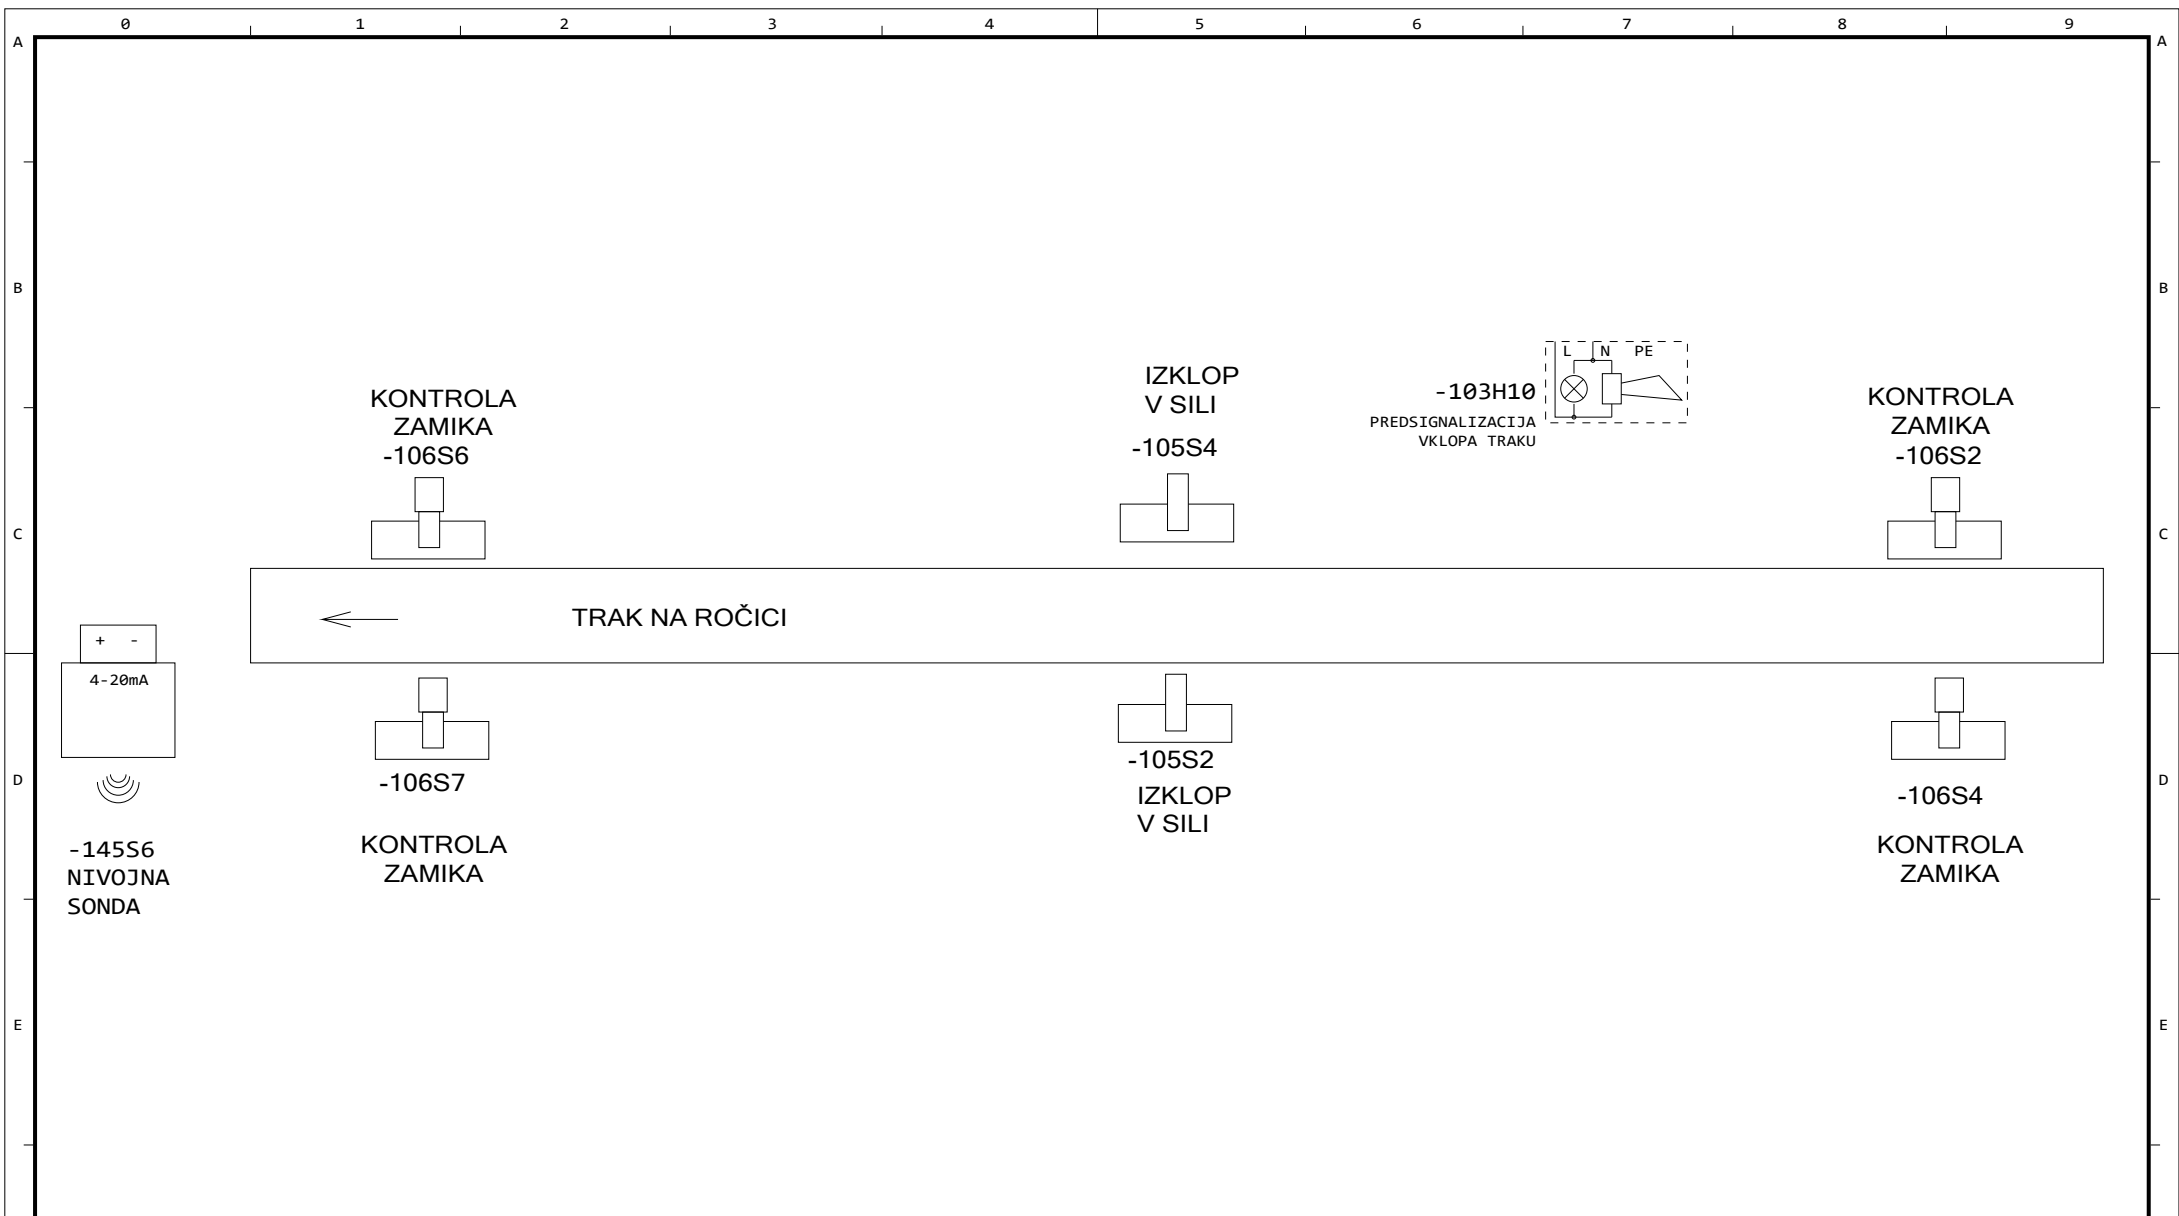 0 1 2 3 4 5 6 7 8 9
A A
B B
L N PE
IZKLOP
V SILI
-105S4
-103H10
PREDSIGNALIZACIJA
VKLOPA TRAKU
KONTROLA
ZAMIKA
-106S6
KONTROLA
ZAMIKA
-106S2
C C
TRAK NA ROČICI
+ -
4-20mA
-106S7
KONTROLA
ZAMIKA
-105S2
IZKLOP
V SILI
-106S4
KONTROLA
ZAMIKA
D D
-145S6
NIVOJNA
SONDA
E E